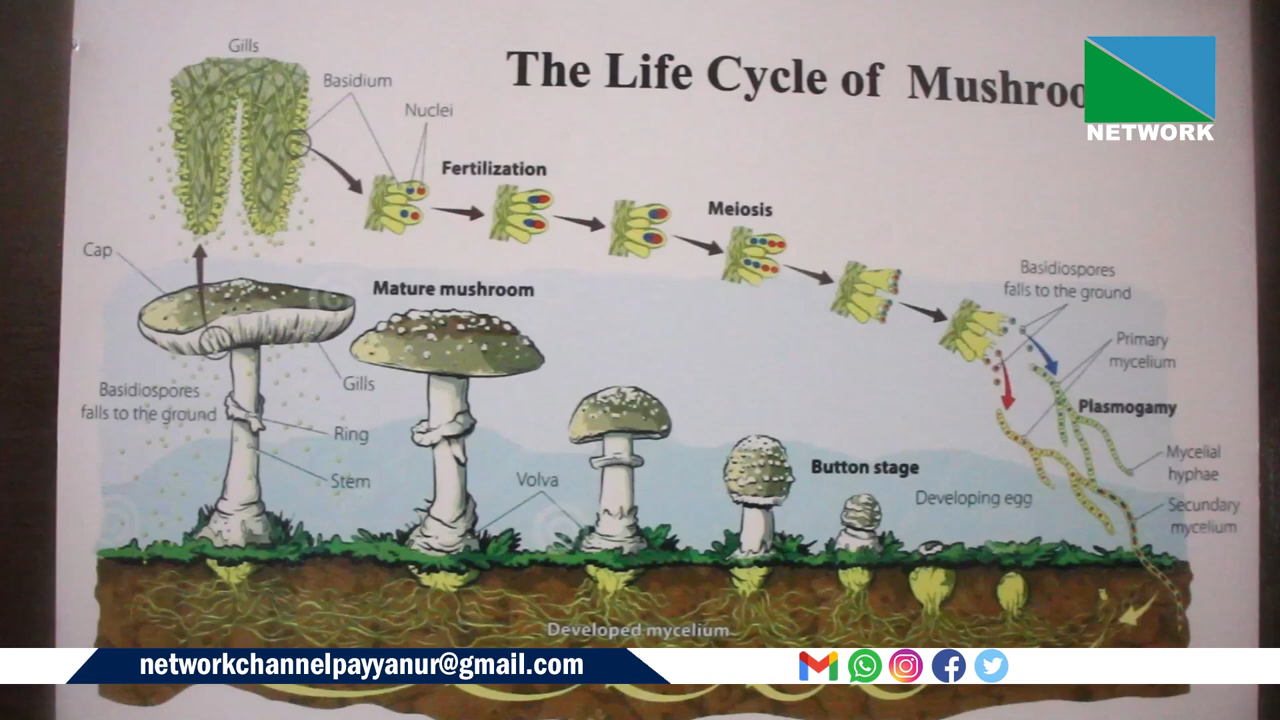 The Life Cycle of Mushroo
NETWORK
Gills
Basidium
Nuclei
Fertilization
Meiosis
Cap
Mature mushroom
Basidiospores
falls to the ground
Primary
mycelium
Gills
Basidiospores
falls to the ground
Plasmogamy
Ring
Stem
Volva
Button stage
Developing egg
Mycelial
hyphae
Secundary
mycelium
Developed mycelium
networkchannelpayyanur@gmail.com